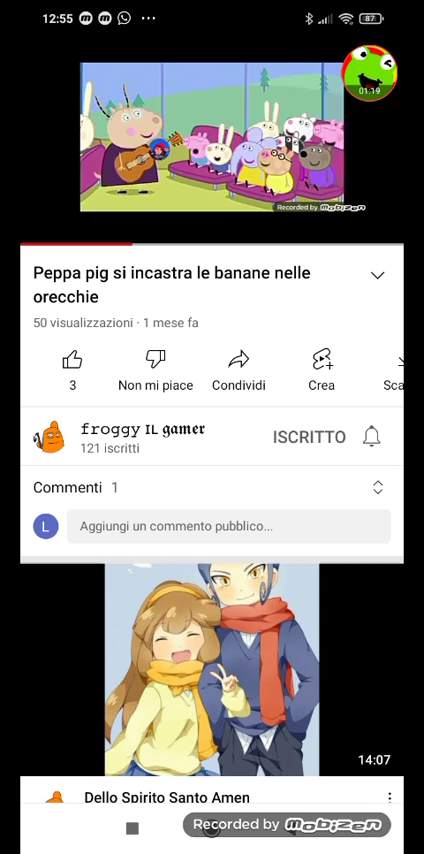 12:55
87
01:19
Recorded by MOBIZEN
Peppa pig si incastra le banane nelle
orecchie
50 visualizzazioni · 1 mese fa
3
Non mi piace
Condividi
Crea
Sca
froggy IL gamer
121 iscritti
ISCRITTO
Commenti 1
L
Aggiungi un commento pubblico...
14:07
Dello Spirito Santo Amen
Recorded by MOBIZEN